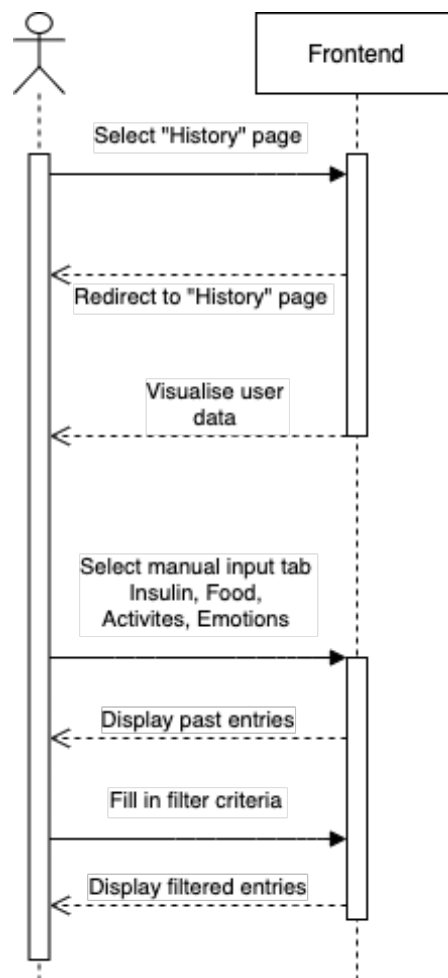 Frontend
Select "History" page
Redirect to "History" page
Visualise user
data
Select manual input tab
Insulin, Food,
Activites, Emotions
Display past entries
Fill in filter criteria
Display filtered entries